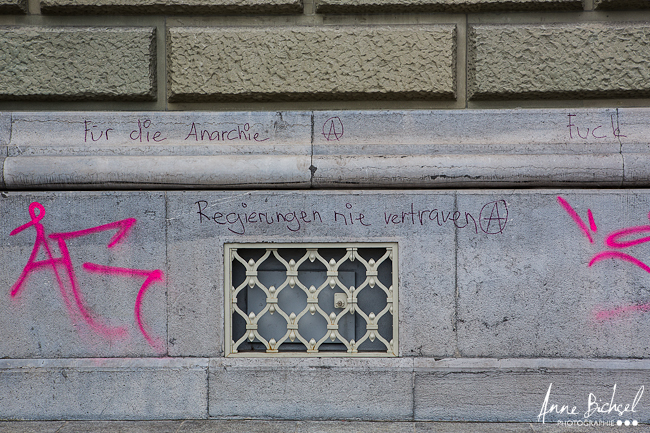 Für die Anarchie Ⓐ Fuck
Regierungen nie vertrauen Ⓐ
Anne Bichsel
PHOTOGRAPHIE